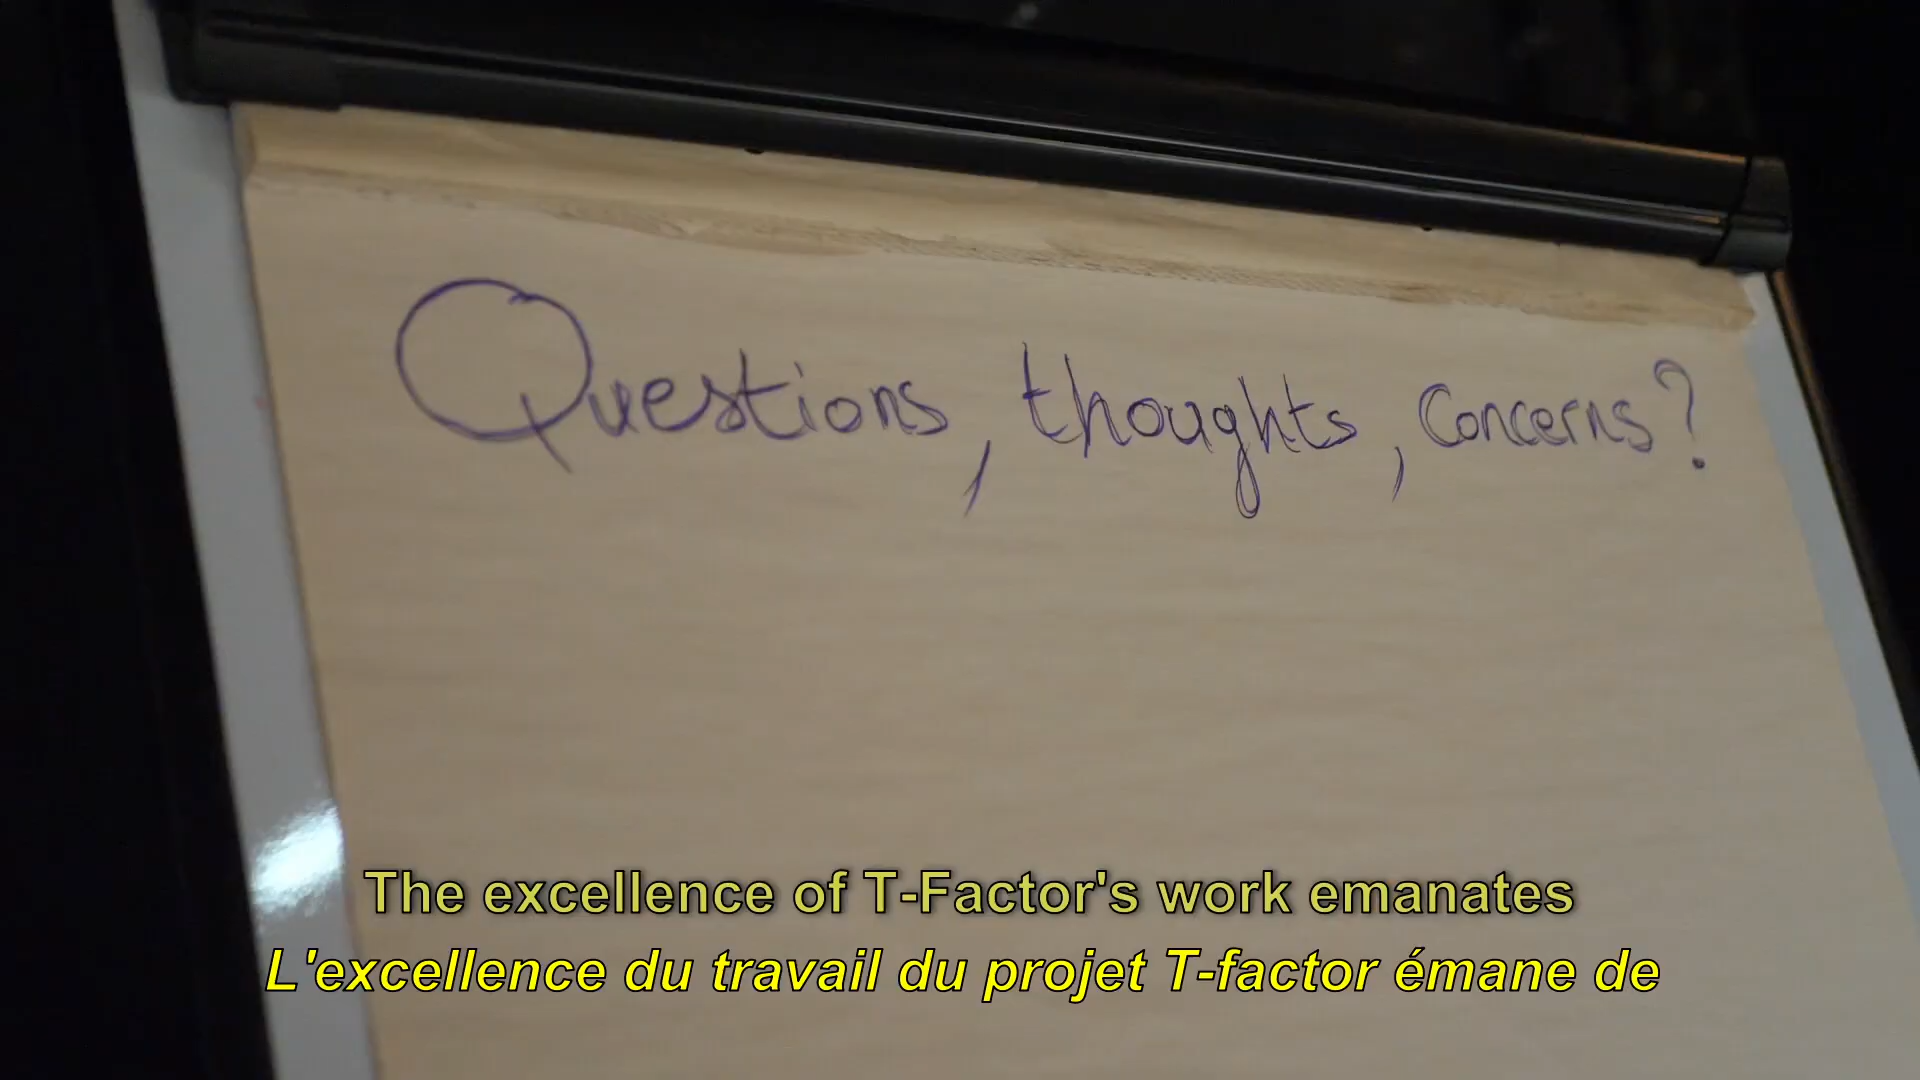 Questions, thoughts, concerns?
The excellence of T-Factor's work emanates
L'excellence du travail du projet T-factor émane de